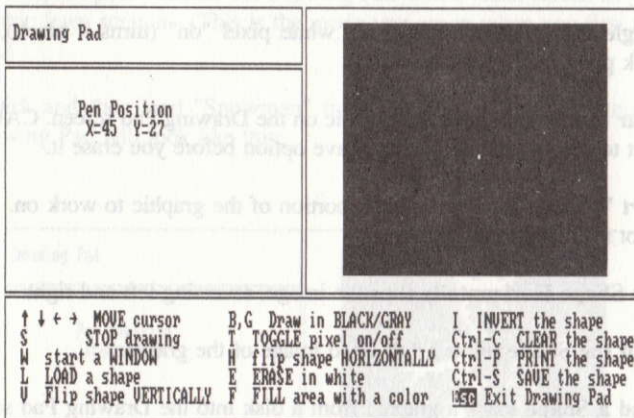 Drawing Pad
Pen Position
X=45 Y=27
↑ ↓ ← → MOVE cursor B,G Draw in BLACK/GRAY I INVERT the shape
S STOP drawing T TOGGLE pixel on/off Ctrl-C CLEAR the shape
W start a WINDOW H Flip shape HORIZONTALLY Ctrl-P PRINT the shape
L LOAD a shape E ERASE in white Ctrl-S SAVE the shape
V Flip shape VERTICALLY F FILL area with a color ESC Exit Drawing Pad